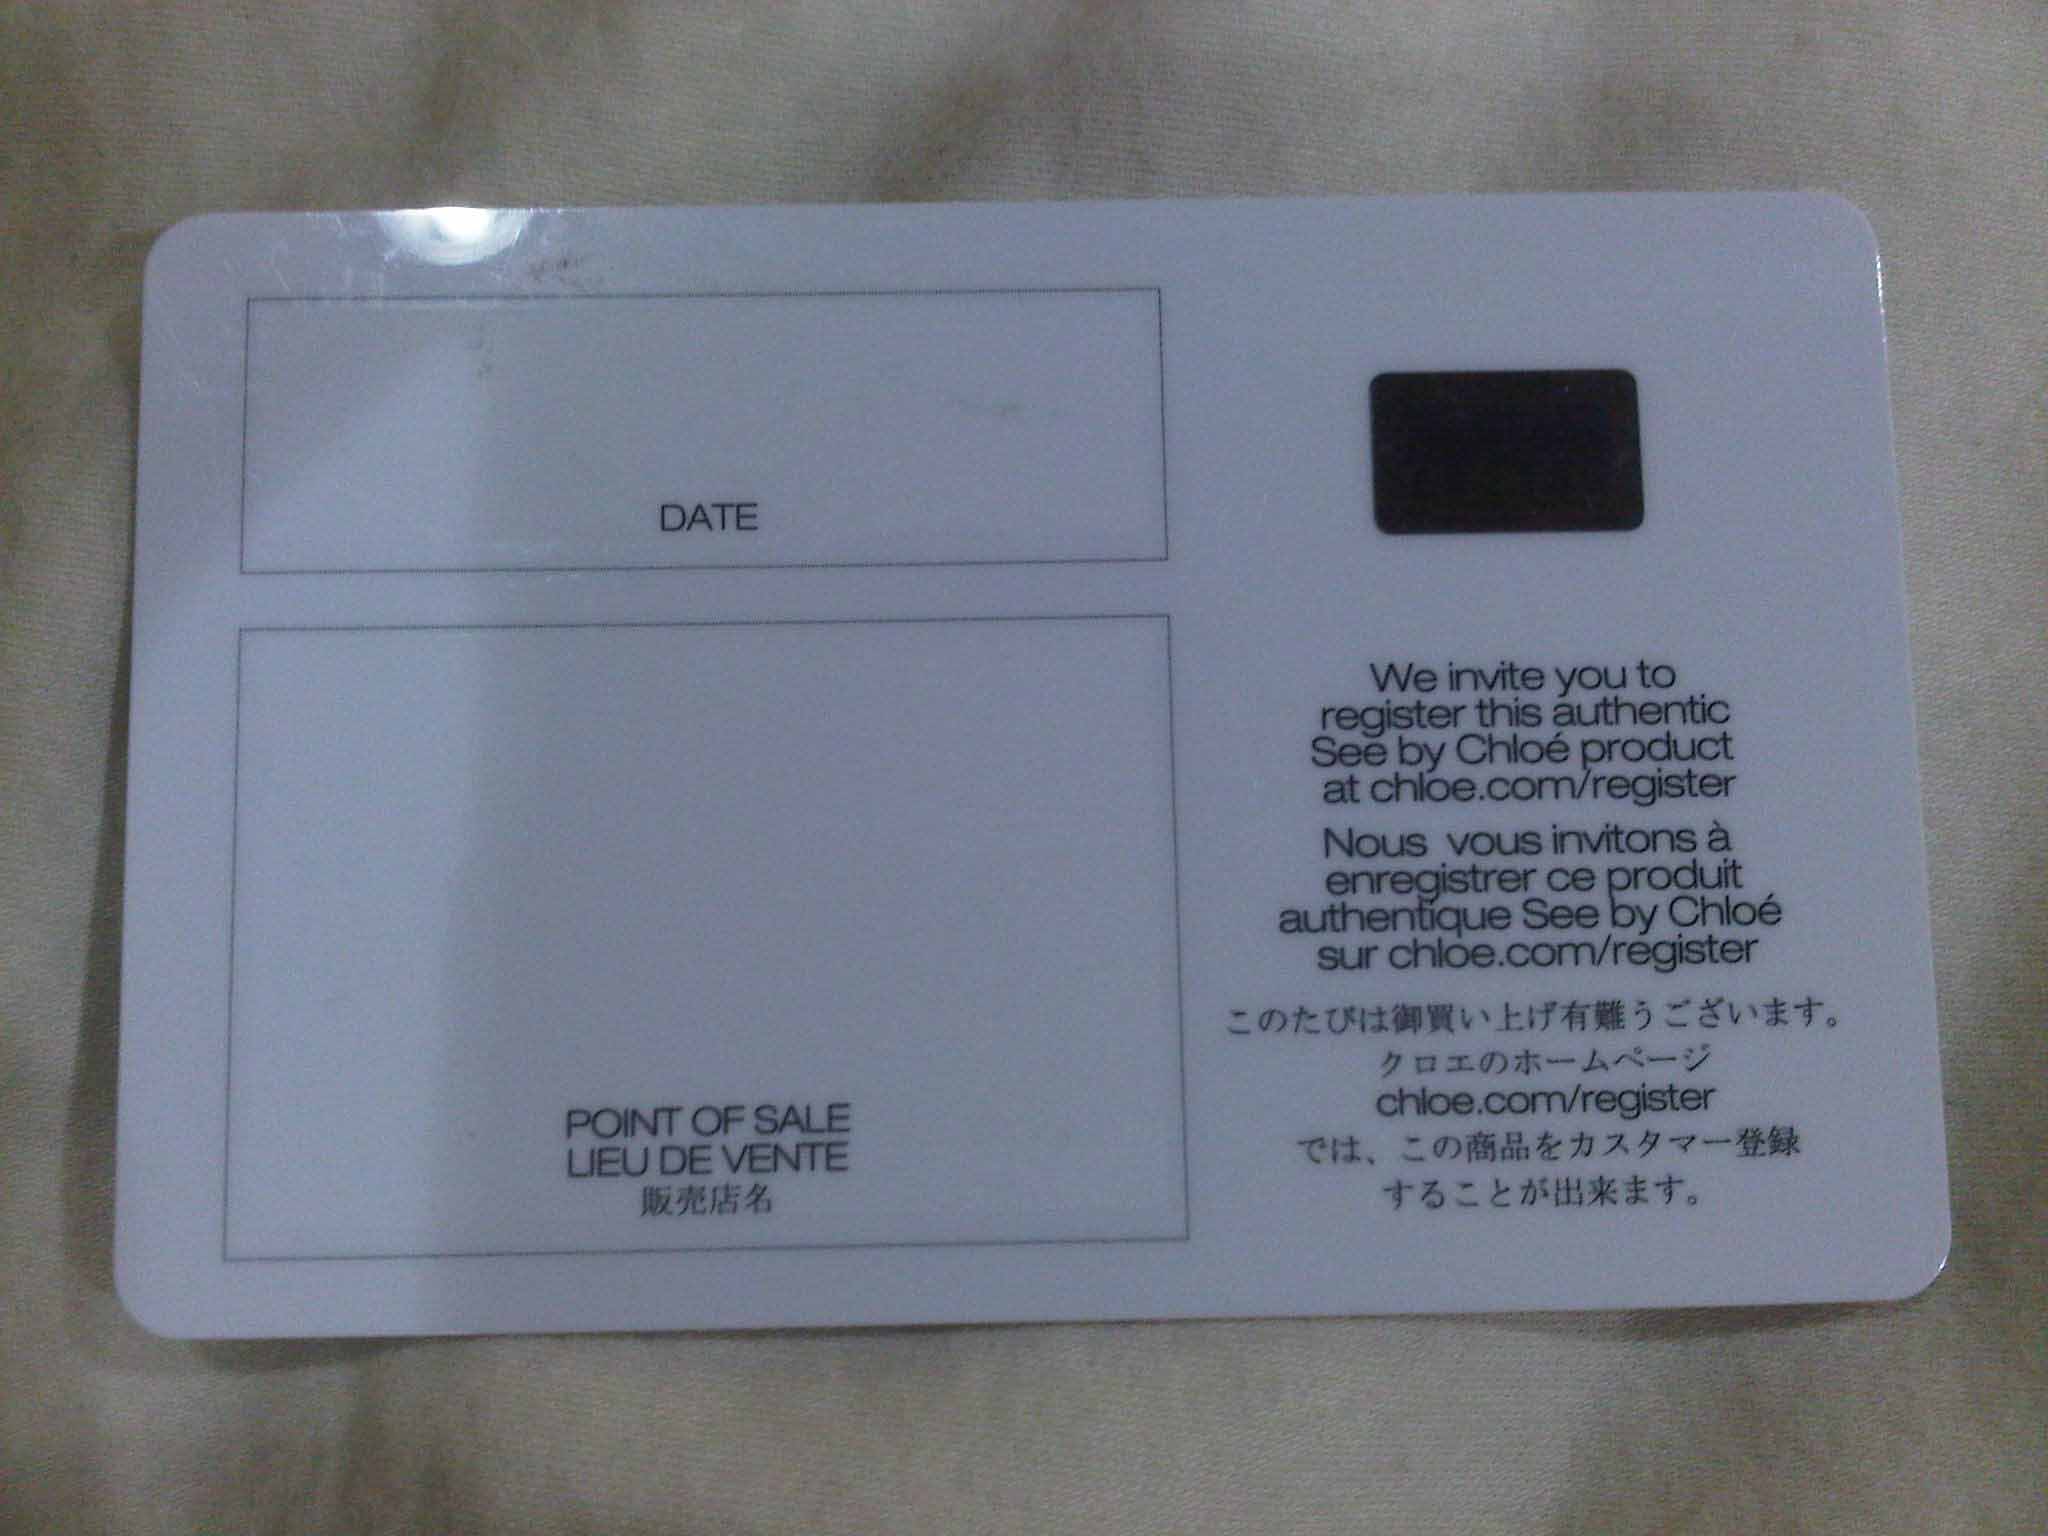 DATE
POINT OF SALE
LIEU DE VENTE
販売店名
We invite you to
register this authentic
See by Chloé product
at chloe.com/register
Nous vous invitons à
enregistrer ce produit
authentique See by Chloé
sur chloe.com/register
このたびは御買い上げ有難うございます。
クロエのホームページ
chloe.com/register
では、この商品をカスタマー登録
することが出来ます。